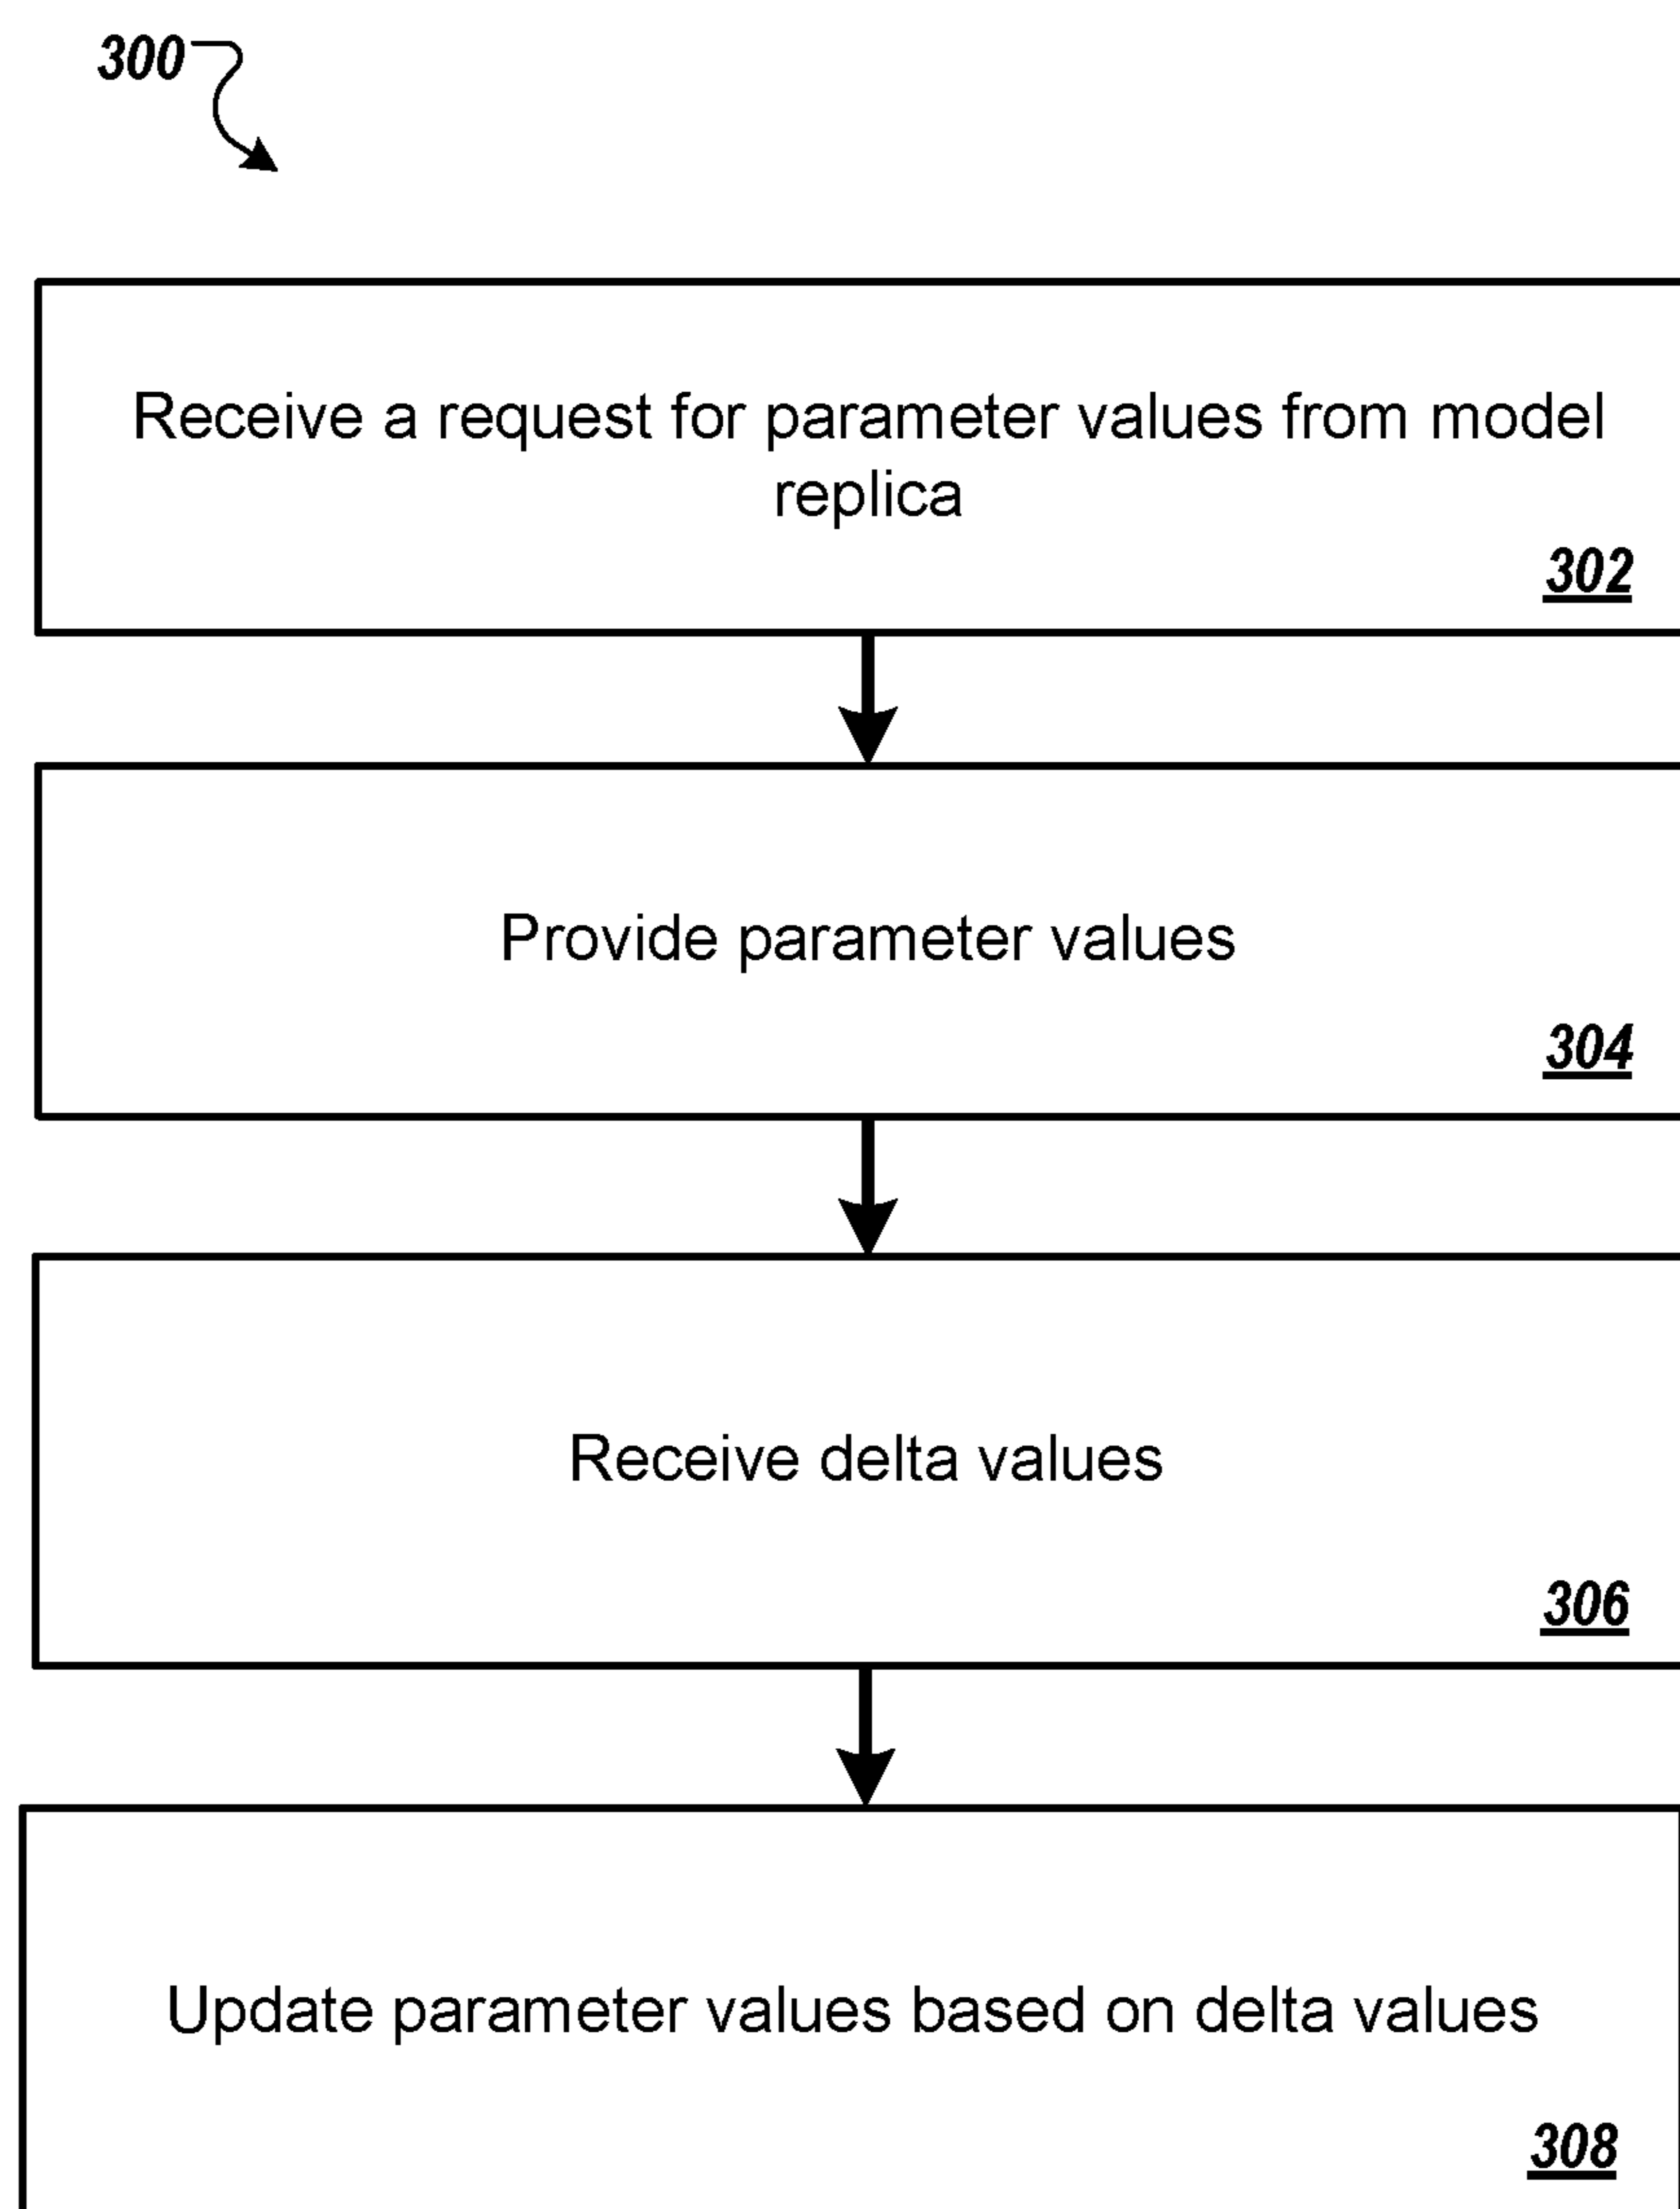 300
Receive a request for parameter values from model
replica
302
Provide parameter values
304
Receive delta values
306
Update parameter values based on delta values
308